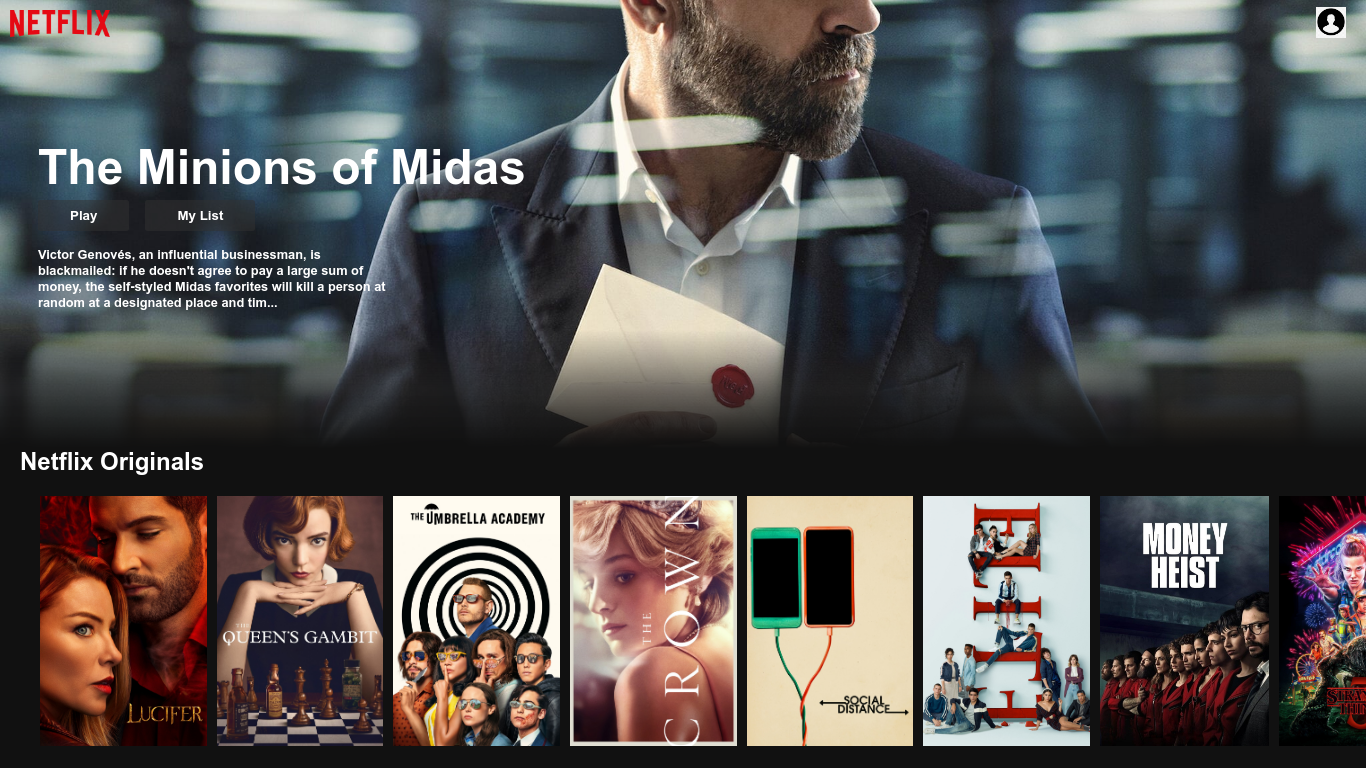 NETFLIX
The Minions of Midas
Play
My List
Victor Genovés, an influential businessman, is
blackmailed: if he doesn't agree to pay a large sum of
money, the self-styled Midas favorites will kill a person at
random at a designated place and tim...
Netflix Originals
LUCIFER
THE
QUEEN'S GAMBIT
THE UMBRELLA ACADEMY
THE
CROWN
SOCIAL
DISTANCE
ELITE
MONEY
HEIST